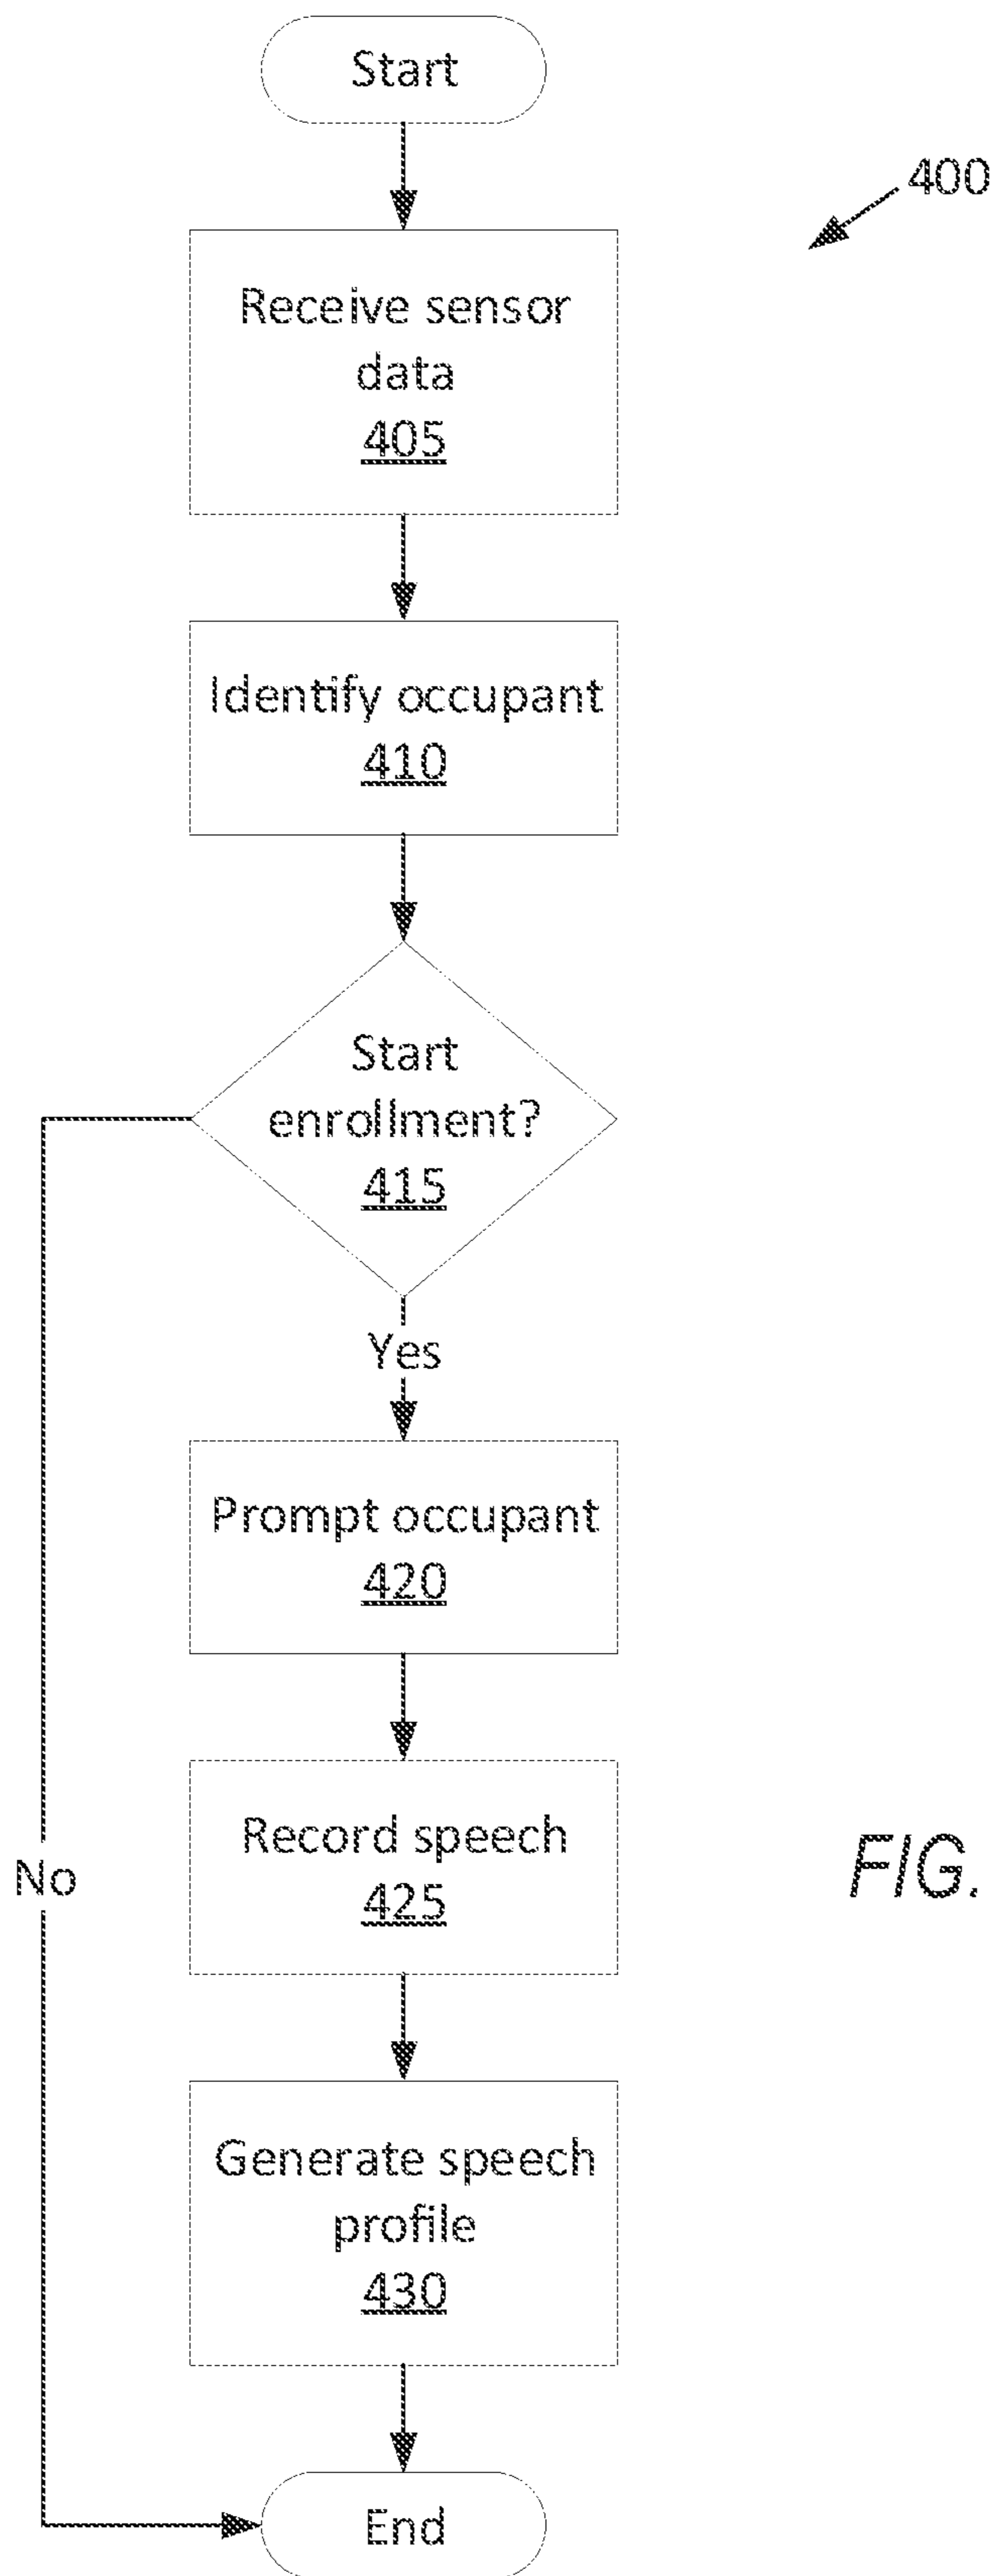 Start
400
Receive sensor
data
405
Identify occupant
410
Start
enrollment?
415
Yes
Prompt occupant
420
Record speech
425
No
FIG.
Generate speech
profile
430
End